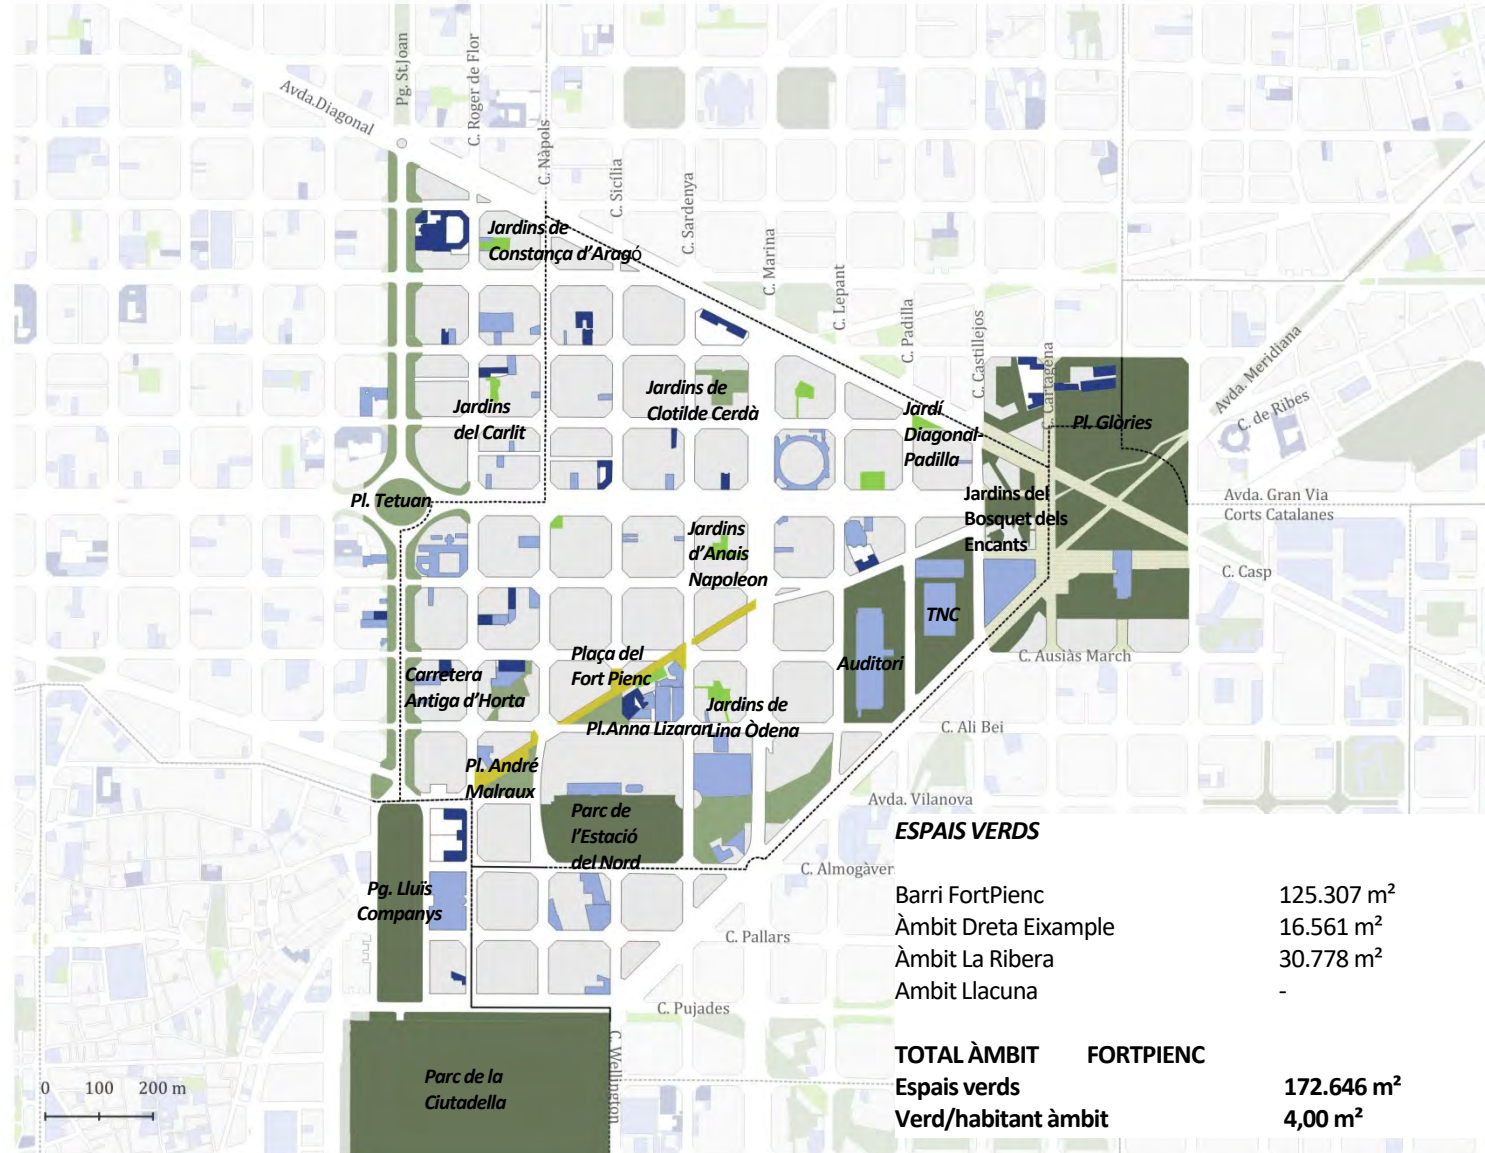 Pg. St.Joan
C. Roger de Flor
Avda.Diagonal
C. Nàpols
C. Sicília
C. Sardenya
C. Marina
C. Lepant
C. Padilla
C. Castillejos
C. Cartagena
Avda. Meridiana
C. de Ribes
Jardins de
Constança d'Aragó
Jardins
del Carlit
Jardins de
Clotilde Cerdà
Jardí
Diagonal-
Padilla
Pl. Glòries
Pl. Tetuan
Jardins del
Bosquet dels
Encants
Avda. Gran Via
Corts Catalanes
Jardins
d'Anais
Napoleon
C. Casp
TNC
Auditori
C. Ausiàs March
Plaça del
Fort Pienc
Carretera
Antiga d'Horta
Jardins de
Lina Òdena
Pl.Anna Lizaran
C. Ali Bei
Pl. André
Malraux
Avda. Vilanova
Parc de
l'Estació
del Nord
C. Almogàver
Pg. Lluïs
Companys
C. Pallars
C. Pujades
C. Wellington
Parc de la
Ciutadella
0 100 200 m
ESPAIS VERDS
Barri FortPienc 125.307 m²
Àmbit Dreta Eixample 16.561 m²
Àmbit La Ribera 30.778 m²
Ambit Llacuna -
TOTAL ÀMBIT FORTPIENC
Espais verds 172.646 m²
Verd/habitant àmbit 4,00 m²